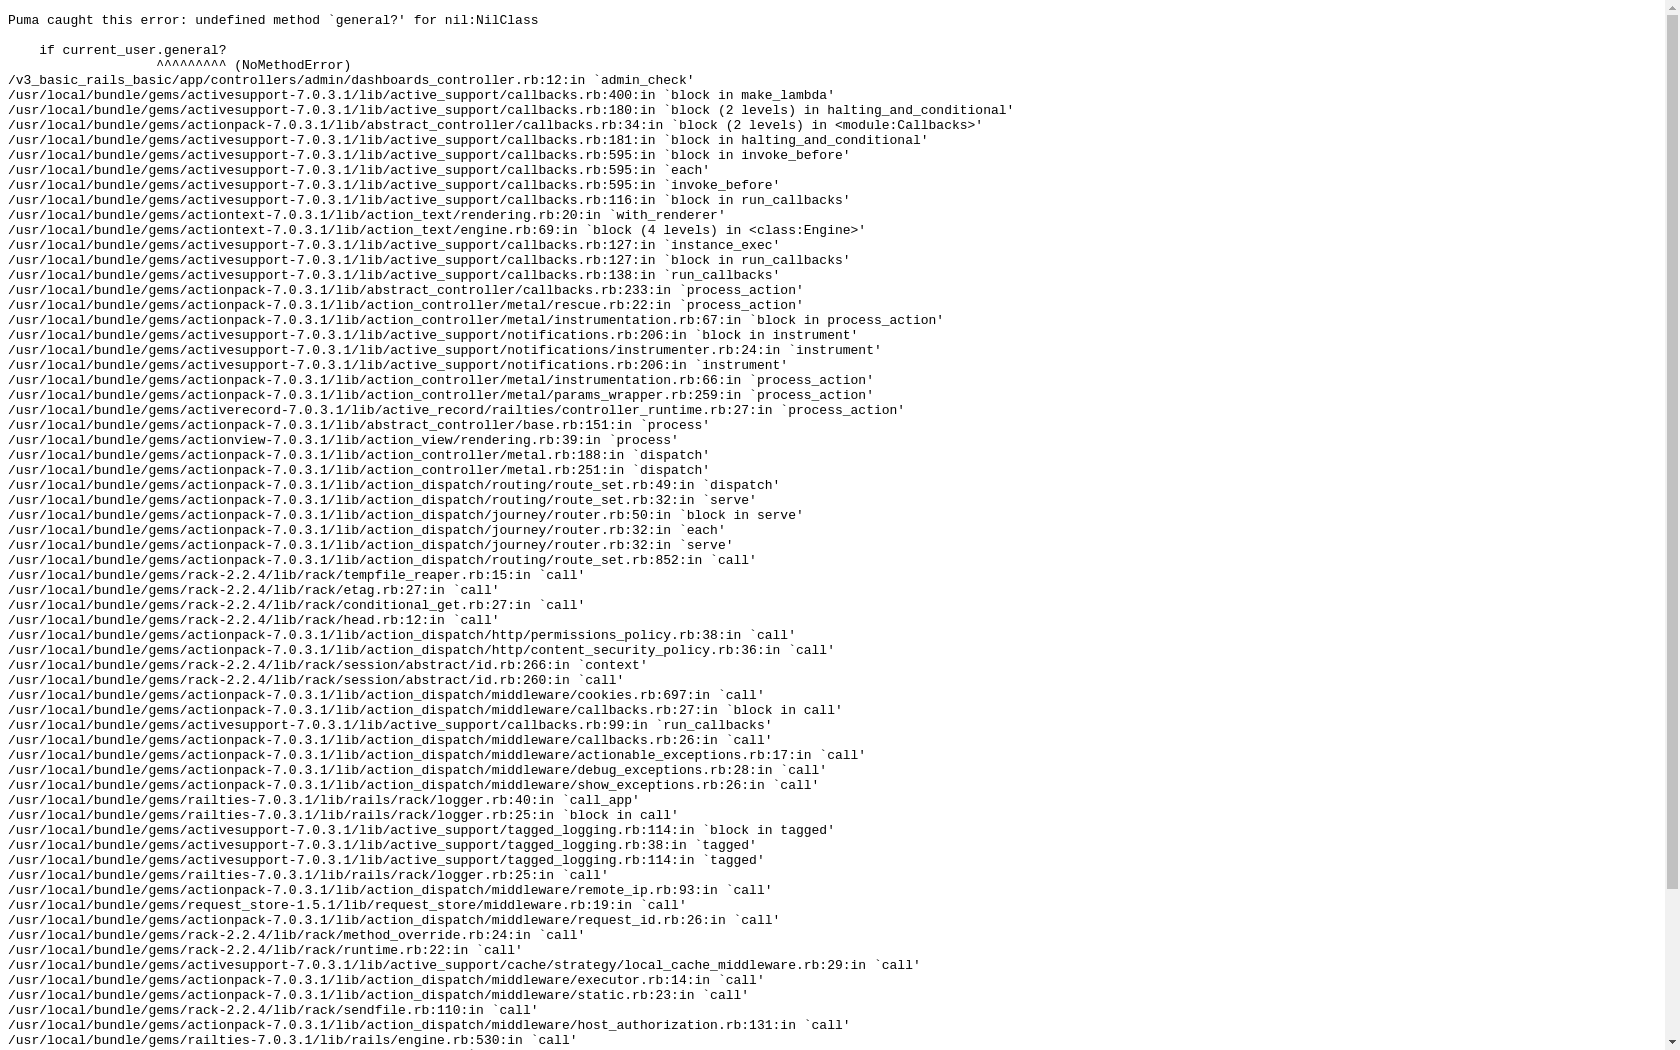 Puma caught this error: undefined method `general?' for nil:NilClass
if current_user.general?
^^^^^^^^^ (NoMethodError)
/v3_basic_rails_basic/app/controllers/admin/dashboards_controller.rb:12:in `admin_check'
/usr/local/bundle/gems/activesupport-7.0.3.1/lib/active_support/callbacks.rb:400:in `block in make_lambda'
/usr/local/bundle/gems/activesupport-7.0.3.1/lib/active_support/callbacks.rb:180:in `block (2 levels) in halting_and_conditional'
/usr/local/bundle/gems/actionpack-7.0.3.1/lib/abstract_controller/callbacks.rb:34:in `block (2 levels) in <module:Callbacks>'
/usr/local/bundle/gems/activesupport-7.0.3.1/lib/active_support/callbacks.rb:181:in `block in halting_and_conditional'
/usr/local/bundle/gems/activesupport-7.0.3.1/lib/active_support/callbacks.rb:595:in `block in invoke_before'
/usr/local/bundle/gems/activesupport-7.0.3.1/lib/active_support/callbacks.rb:595:in `each'
/usr/local/bundle/gems/activesupport-7.0.3.1/lib/active_support/callbacks.rb:595:in `invoke_before'
/usr/local/bundle/gems/activesupport-7.0.3.1/lib/active_support/callbacks.rb:116:in `block in run_callbacks'
/usr/local/bundle/gems/actiontext-7.0.3.1/lib/action_text/rendering.rb:20:in `with_renderer'
/usr/local/bundle/gems/actiontext-7.0.3.1/lib/action_text/engine.rb:69:in `block (4 levels) in <class:Engine>'
/usr/local/bundle/gems/activesupport-7.0.3.1/lib/active_support/callbacks.rb:127:in `instance_exec'
/usr/local/bundle/gems/activesupport-7.0.3.1/lib/active_support/callbacks.rb:127:in `block in run_callbacks'
/usr/local/bundle/gems/activesupport-7.0.3.1/lib/active_support/callbacks.rb:138:in `run_callbacks'
/usr/local/bundle/gems/actionpack-7.0.3.1/lib/abstract_controller/callbacks.rb:233:in `process_action'
/usr/local/bundle/gems/actionpack-7.0.3.1/lib/action_controller/metal/rescue.rb:22:in `process_action'
/usr/local/bundle/gems/actionpack-7.0.3.1/lib/action_controller/metal/instrumentation.rb:67:in `block in process_action'
/usr/local/bundle/gems/activesupport-7.0.3.1/lib/active_support/notifications.rb:206:in `block in instrument'
/usr/local/bundle/gems/activesupport-7.0.3.1/lib/active_support/notifications/instrumenter.rb:24:in `instrument'
/usr/local/bundle/gems/activesupport-7.0.3.1/lib/active_support/notifications.rb:206:in `instrument'
/usr/local/bundle/gems/actionpack-7.0.3.1/lib/action_controller/metal/instrumentation.rb:66:in `process_action'
/usr/local/bundle/gems/actionpack-7.0.3.1/lib/action_controller/metal/params_wrapper.rb:259:in `process_action'
/usr/local/bundle/gems/activerecord-7.0.3.1/lib/active_record/railties/controller_runtime.rb:27:in `process_action'
/usr/local/bundle/gems/actionpack-7.0.3.1/lib/abstract_controller/base.rb:151:in `process'
/usr/local/bundle/gems/actionview-7.0.3.1/lib/action_view/rendering.rb:39:in `process'
/usr/local/bundle/gems/actionpack-7.0.3.1/lib/action_controller/metal.rb:188:in `dispatch'
/usr/local/bundle/gems/actionpack-7.0.3.1/lib/action_controller/metal.rb:251:in `dispatch'
/usr/local/bundle/gems/actionpack-7.0.3.1/lib/action_dispatch/routing/route_set.rb:49:in `dispatch'
/usr/local/bundle/gems/actionpack-7.0.3.1/lib/action_dispatch/routing/route_set.rb:32:in `serve'
/usr/local/bundle/gems/actionpack-7.0.3.1/lib/action_dispatch/journey/router.rb:50:in `block in serve'
/usr/local/bundle/gems/actionpack-7.0.3.1/lib/action_dispatch/journey/router.rb:32:in `each'
/usr/local/bundle/gems/actionpack-7.0.3.1/lib/action_dispatch/journey/router.rb:32:in `serve'
/usr/local/bundle/gems/actionpack-7.0.3.1/lib/action_dispatch/routing/route_set.rb:852:in `call'
/usr/local/bundle/gems/rack-2.2.4/lib/rack/tempfile_reaper.rb:15:in `call'
/usr/local/bundle/gems/rack-2.2.4/lib/rack/etag.rb:27:in `call'
/usr/local/bundle/gems/rack-2.2.4/lib/rack/conditional_get.rb:27:in `call'
/usr/local/bundle/gems/rack-2.2.4/lib/rack/head.rb:12:in `call'
/usr/local/bundle/gems/actionpack-7.0.3.1/lib/action_dispatch/http/permissions_policy.rb:38:in `call'
/usr/local/bundle/gems/actionpack-7.0.3.1/lib/action_dispatch/http/content_security_policy.rb:36:in `call'
/usr/local/bundle/gems/rack-2.2.4/lib/rack/session/abstract/id.rb:266:in `context'
/usr/local/bundle/gems/rack-2.2.4/lib/rack/session/abstract/id.rb:260:in `call'
/usr/local/bundle/gems/actionpack-7.0.3.1/lib/action_dispatch/middleware/cookies.rb:697:in `call'
/usr/local/bundle/gems/actionpack-7.0.3.1/lib/action_dispatch/middleware/callbacks.rb:27:in `block in call'
/usr/local/bundle/gems/activesupport-7.0.3.1/lib/active_support/callbacks.rb:99:in `run_callbacks'
/usr/local/bundle/gems/actionpack-7.0.3.1/lib/action_dispatch/middleware/callbacks.rb:26:in `call'
/usr/local/bundle/gems/actionpack-7.0.3.1/lib/action_dispatch/middleware/actionable_exceptions.rb:17:in `call'
/usr/local/bundle/gems/actionpack-7.0.3.1/lib/action_dispatch/middleware/debug_exceptions.rb:28:in `call'
/usr/local/bundle/gems/actionpack-7.0.3.1/lib/action_dispatch/middleware/show_exceptions.rb:26:in `call'
/usr/local/bundle/gems/railties-7.0.3.1/lib/rails/rack/logger.rb:40:in `call_app'
/usr/local/bundle/gems/railties-7.0.3.1/lib/rails/rack/logger.rb:25:in `block in call'
/usr/local/bundle/gems/activesupport-7.0.3.1/lib/active_support/tagged_logging.rb:114:in `block in tagged'
/usr/local/bundle/gems/activesupport-7.0.3.1/lib/active_support/tagged_logging.rb:38:in `tagged'
/usr/local/bundle/gems/activesupport-7.0.3.1/lib/active_support/tagged_logging.rb:114:in `tagged'
/usr/local/bundle/gems/railties-7.0.3.1/lib/rails/rack/logger.rb:25:in `call'
/usr/local/bundle/gems/actionpack-7.0.3.1/lib/action_dispatch/middleware/remote_ip.rb:93:in `call'
/usr/local/bundle/gems/request_store-1.5.1/lib/request_store/middleware.rb:19:in `call'
/usr/local/bundle/gems/actionpack-7.0.3.1/lib/action_dispatch/middleware/request_id.rb:26:in `call'
/usr/local/bundle/gems/rack-2.2.4/lib/rack/method_override.rb:24:in `call'
/usr/local/bundle/gems/rack-2.2.4/lib/rack/runtime.rb:22:in `call'
/usr/local/bundle/gems/activesupport-7.0.3.1/lib/active_support/cache/strategy/local_cache_middleware.rb:29:in `call'
/usr/local/bundle/gems/actionpack-7.0.3.1/lib/action_dispatch/middleware/executor.rb:14:in `call'
/usr/local/bundle/gems/actionpack-7.0.3.1/lib/action_dispatch/middleware/static.rb:23:in `call'
/usr/local/bundle/gems/rack-2.2.4/lib/rack/sendfile.rb:110:in `call'
/usr/local/bundle/gems/actionpack-7.0.3.1/lib/action_dispatch/middleware/host_authorization.rb:131:in `call'
/usr/local/bundle/gems/railties-7.0.3.1/lib/rails/engine.rb:530:in `call'